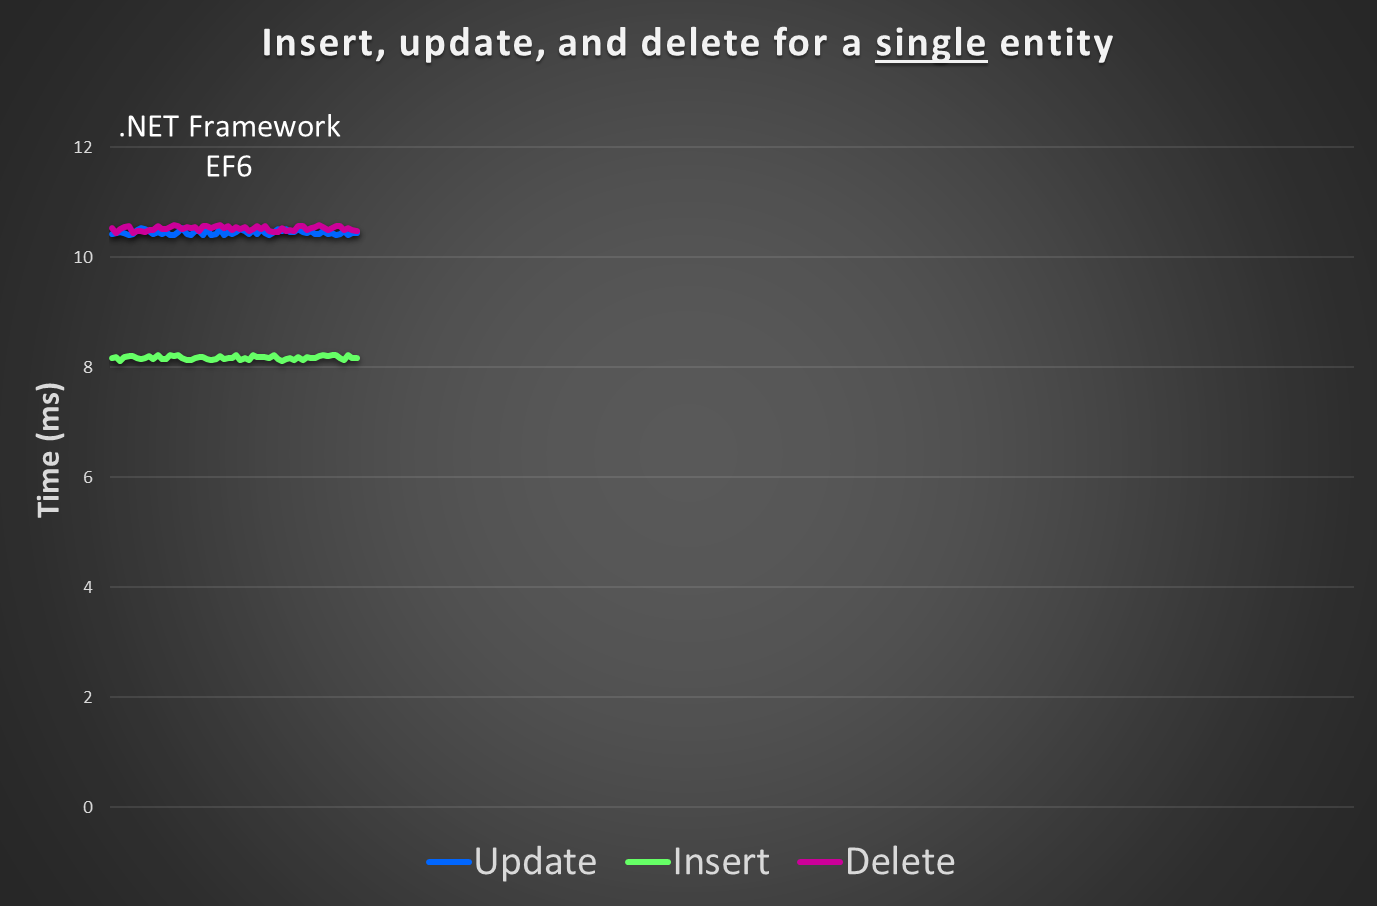 Insert, update, and delete for a single entity
.NET Framework
EF6
12
10
8
6
4
2
0
Time (ms)
Update
Insert
Delete